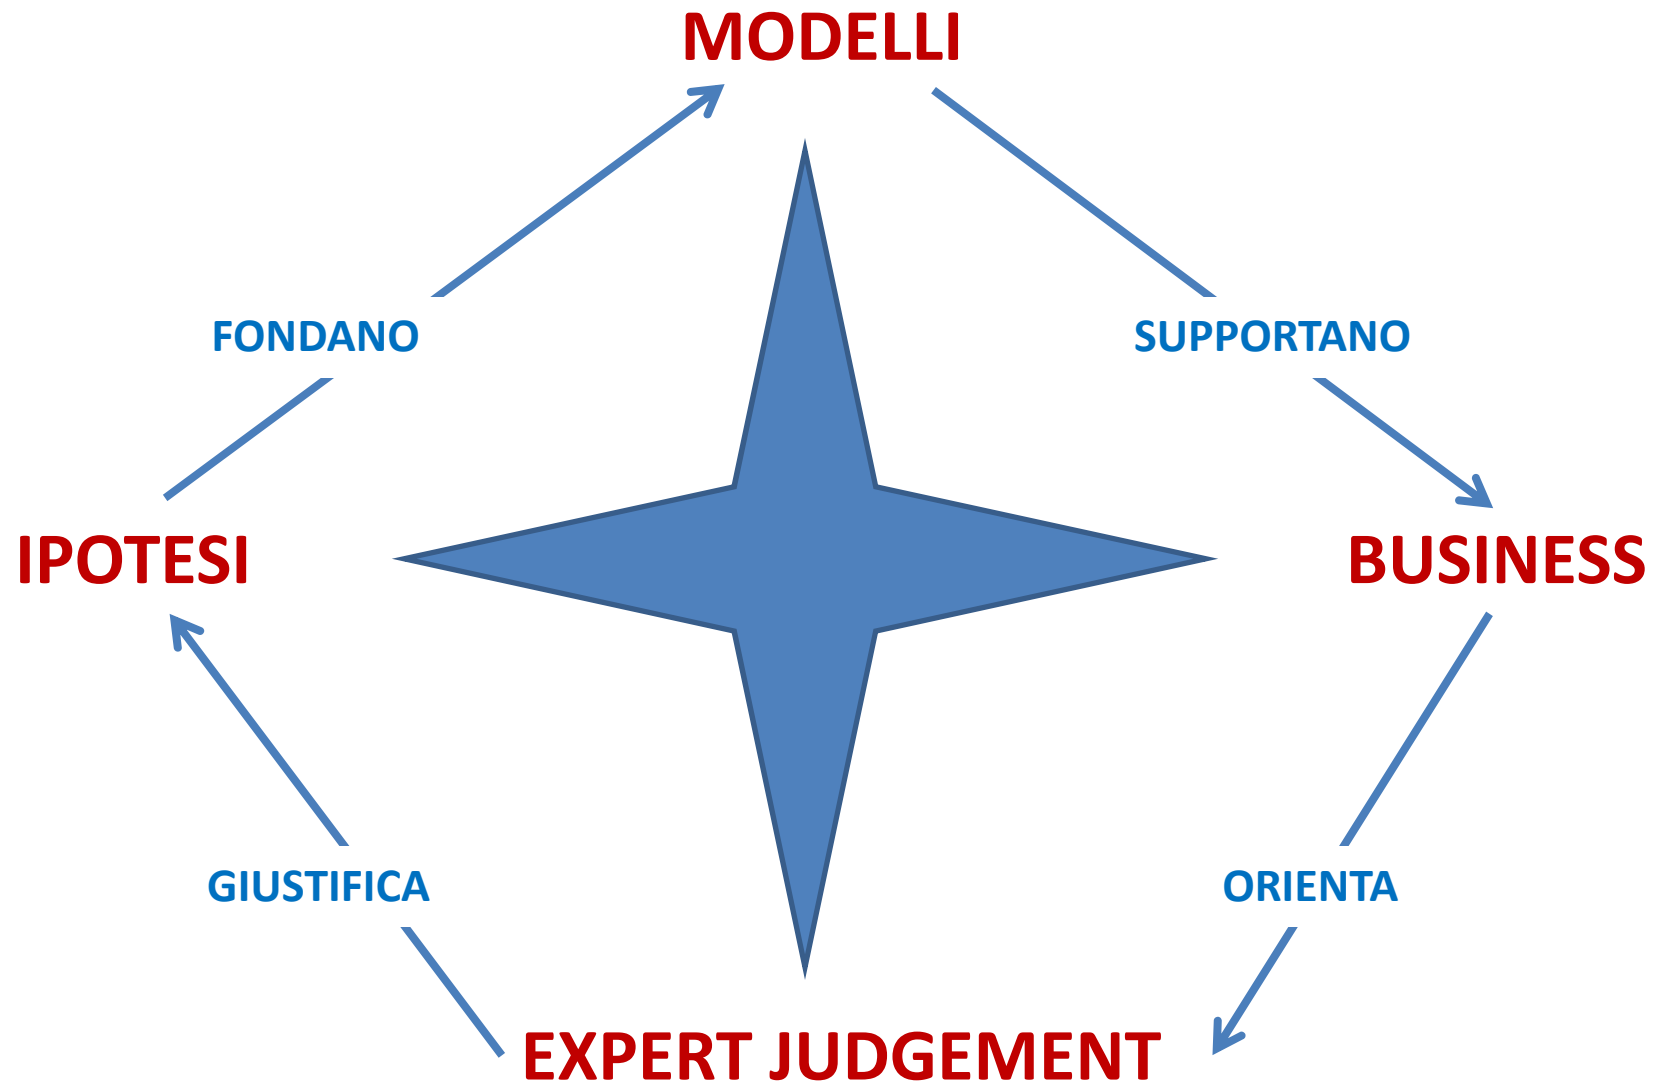 MODELLI
FONDANO
SUPPORTANO
IPOTESI
BUSINESS
GIUSTIFICA
ORIENTA
EXPERT JUDGEMENT